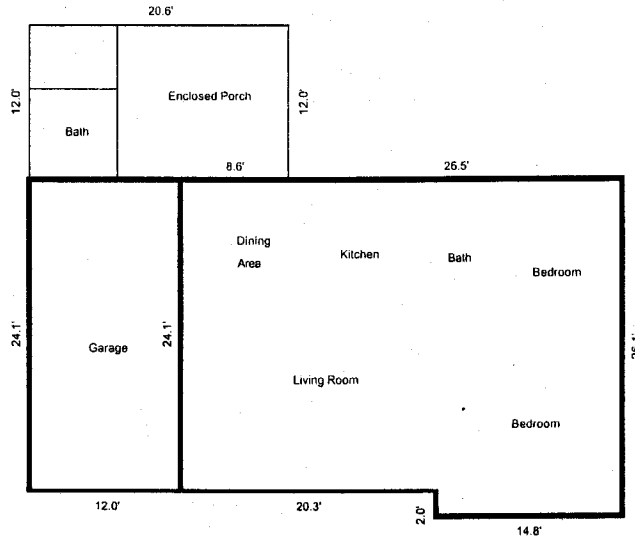 20.6'
12.0'
Enclosed Porch
12.0'
Bath
8.6'
26.5'
Dining
Area
Kitchen
Bath
Bedroom
24.1'
Garage
24.1'
Living Room
Bedroom
12.0'
20.3'
2.0'
14.8'